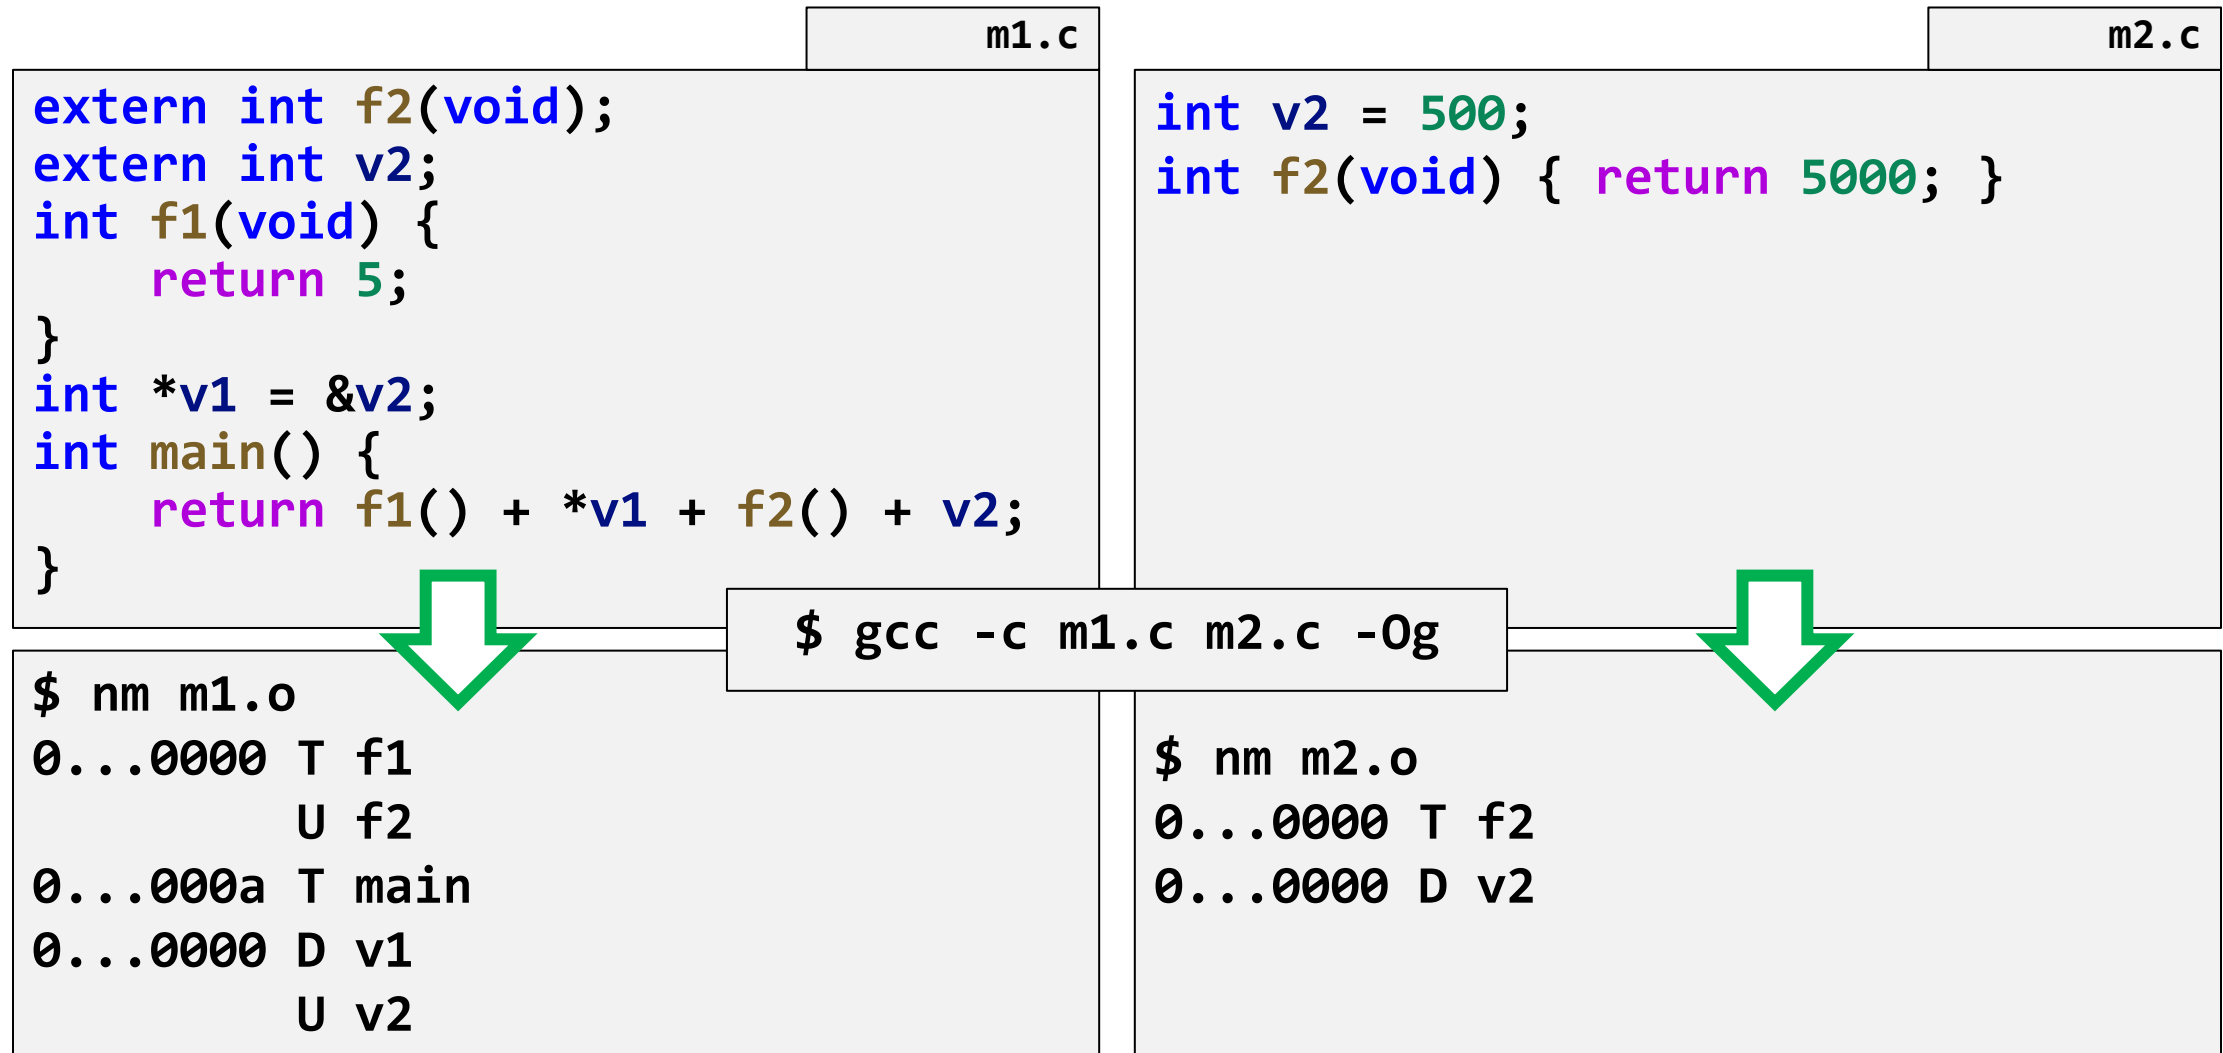 m1.c
extern int f2(void);
extern int v2;
int f1(void) {
    return 5;
}
int *v1 = &v2;
int main() {
    return f1() + *v1 + f2() + v2;
}
m2.c
int v2 = 500;
int f2(void) { return 5000; }
$ gcc -c m1.c m2.c -Og
$ nm m1.o
0...0000 T f1
         U f2
0...000a T main
0...0000 D v1
         U v2
$ nm m2.o
0...0000 T f2
0...0000 D v2